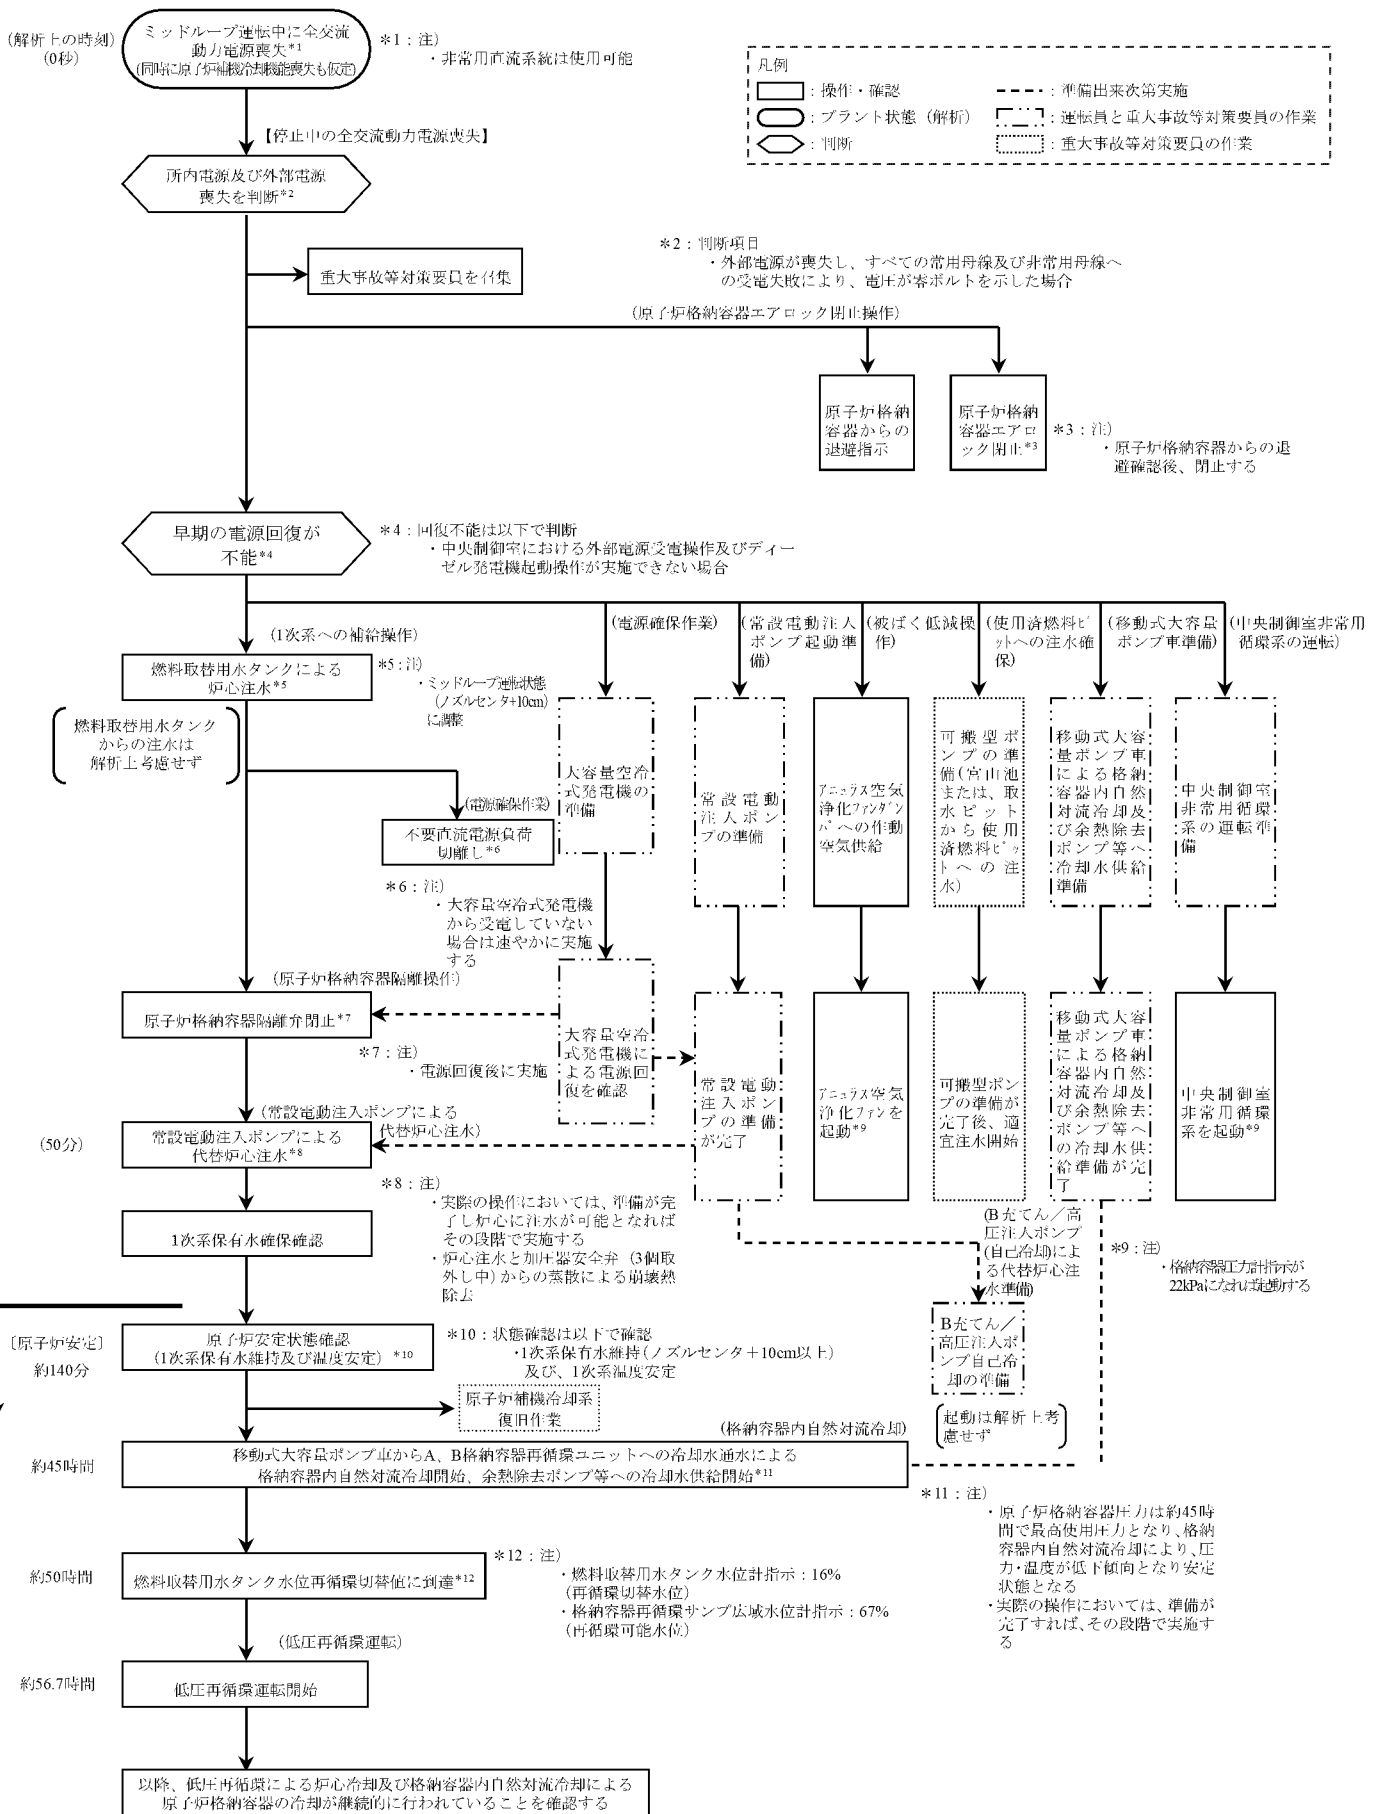 (解析上の時刻)
(0秒)
ミッドループ運転中に全交流
動力電源喪失*1
(同時に原子炉補機冷却機能喪失も仮定)
*1：注)
・非常用直流系統は使用可能
凡例
：操作・確認
：プラント状態（解析）
：判断
：準備出来次第実施
：運転員と重大事故等対策要員の作業
：重大事故等対策要員の作業
【停止中の全交流動力電源喪失】
所内電源及び外部電源
喪失を判断*2
重大事故等対策要員を召集
*2：判断項目
・外部電源が喪失し、すべての常用母線及び非常用母線へ
の受電失敗により、電圧が零ボルトを示した場合
(原子炉格納容器エアロック閉止操作)
原子炉格納
容器からの
退避指示
原子炉格納
容器エアロ
ック閉止*3
*3：注)
・原子炉格納容器からの退
避確認後、閉止する
早期の電源回復が
不能*4
*4：回復不能は以下で判断
・中央制御室における外部電源受電操作及びディー
ゼル発電機起動操作が実施できない場合
(1次系への補給操作)
燃料取替用水タンクによる
炉心注水*5
*5：注)
・ミッドループ運転状態
(ノズルセンタ+10cm)
に調整
燃料取替用水タンク
からの注水は
解析上考慮せず
(電源確保作業)
不要直流電源負荷
切離し*6
*6：注)
・大容量空冷式発電機
から受電していない
場合は速やかに実施
する
(電源確保作業)
大容量空冷
式発電機の
準備
(常設電動注入
ポンプ起動準
備)
常設電動
注入ポン
プの準備
(被ばく低減操
作)
アニュラス空気
浄化ファンダン
パへの作動
空気供給
(使用済燃料ピ
ットへの注水確
保)
可搬型ポ
ンプの準
備(宮山池
または、取
水ピット
から使用
済燃料ピッ
トへの注
水)
(移動式大容量
ポンプ車準備)
移動式大容
量ポンプ車
による格納
容器内自然
対流冷却及
び余熱除去
ポンプ等へ
冷却水供給
準備
(中央制御室非常用
循環系の運転)
中央制御室
非常用循環
系の運転準
備
(原子炉格納容器隔離操作)
原子炉格納容器隔離弁閉止*7
*7：注)
・電源回復後に実施
大容量空冷
式発電機に
よる電源回
復を確認
常設電動
注入ポン
プの準備
が完了
アニュラス空気
浄化ファンを
起動*9
可搬型ポン
プの準備が
完了後、適
宜注水開始
移動式大容
量ポンプ車
による格納
容器内自然
対流冷却及
び余熱除去
ポンプ等へ
の冷却水供
給準備が完
了
中央制御室
非常用循環
系を起動*9
(常設電動注入ポンプによる
代替炉心注水)
(50分)
常設電動注入ポンプによる
代替炉心注水*8
*8：注)
・実際の操作においては、準備が完
了し炉心に注水が可能となれば
その段階で実施する
・炉心注水と加圧器安全弁（3個取
外し中）からの蒸散による崩壊熱
除去
1次系保有水確保確認
(B充てん／高
圧注入ポンプ
(自己冷却)によ
る代替炉心注
水準備)
B充てん／
高圧注入ポ
ンプ自己冷
却の準備
起動は解析上考
慮せず
*9：注)
・格納容器圧力計指示が
22kPaになれば起動する
〔原子炉安定〕
約140分
原子炉安定状態確認
(1次系保有水維持及び温度安定)*10
*10：状態確認は以下で確認
・1次系保有水維持(ノズルセンタ＋10cm以上)
及び、1次系温度安定
原子炉補機冷却系
復旧作業
(格納容器内自然対流冷却)
約45時間
移動式大容量ポンプ車からA、B格納容器再循環ユニットへの冷却水通水による
格納容器内自然対流冷却開始、余熱除去ポンプ等への冷却水供給開始*11
*11：注)
・原子炉格納容器圧力は約45時
間で最高使用圧力となり、格納
容器内自然対流冷却により、圧
力・温度が低下傾向となり安定
状態となる
・実際の操作においては、準備が
完了すれば、その段階で実施す
る
約50時間
燃料取替用水タンク水位再循環切替値に到達*12
*12：注)
・燃料取替用水タンク水位計指示：16%
(再循環切替水位)
・格納容器再循環サンプ広域水位計指示：67%
(再循環可能水位)
(低圧再循環運転)
約56.7時間
低圧再循環運転開始
以降、低圧再循環による炉心冷却及び格納容器内自然対流冷却による
原子炉格納容器の冷却が継続的に行われていることを確認する